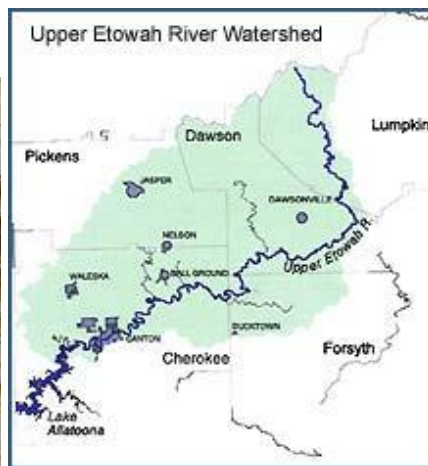 Upper Etowah River Watershed
Lumpkin
Dawson
Pickens
JASPER
DAWSONVILLE
NELSON
Upper Etowah R.
WALESKA
BALL GROUND
DUCKTOWN
CANTON
Forsyth
Cherokee
Lake
Allatoona